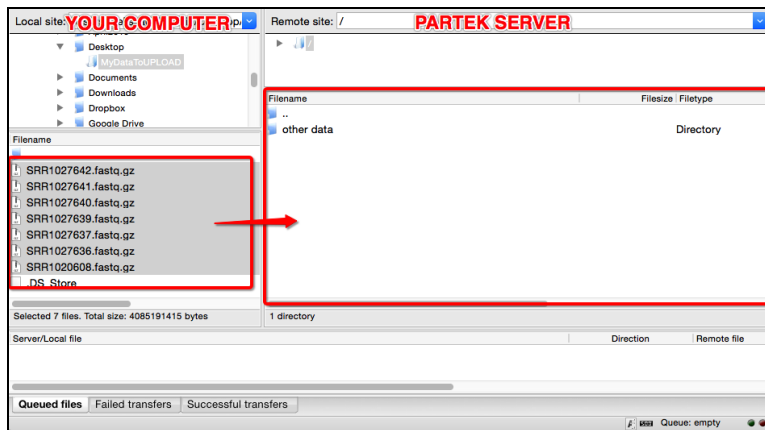 Local site: YOUR COMPUTER op/
Remote site: / PARTEK SERVER
Desktop
MyDataToUPLOAD
Documents
Downloads
Dropbox
Google Drive
/
Filename
SRR1027642.fastq.gz
SRR1027641.fastq.gz
SRR1027640.fastq.gz
SRR1027639.fastq.gz
SRR1027637.fastq.gz
SRR1027636.fastq.gz
SRR1020608.fastq.gz
.DS_Store
Selected 7 files. Total size: 4085191415 bytes
Filename Filesize Filetype
..
other data Directory
1 directory
Server/Local file Direction Remote file
Queued files Failed transfers Successful transfers
Queue: empty